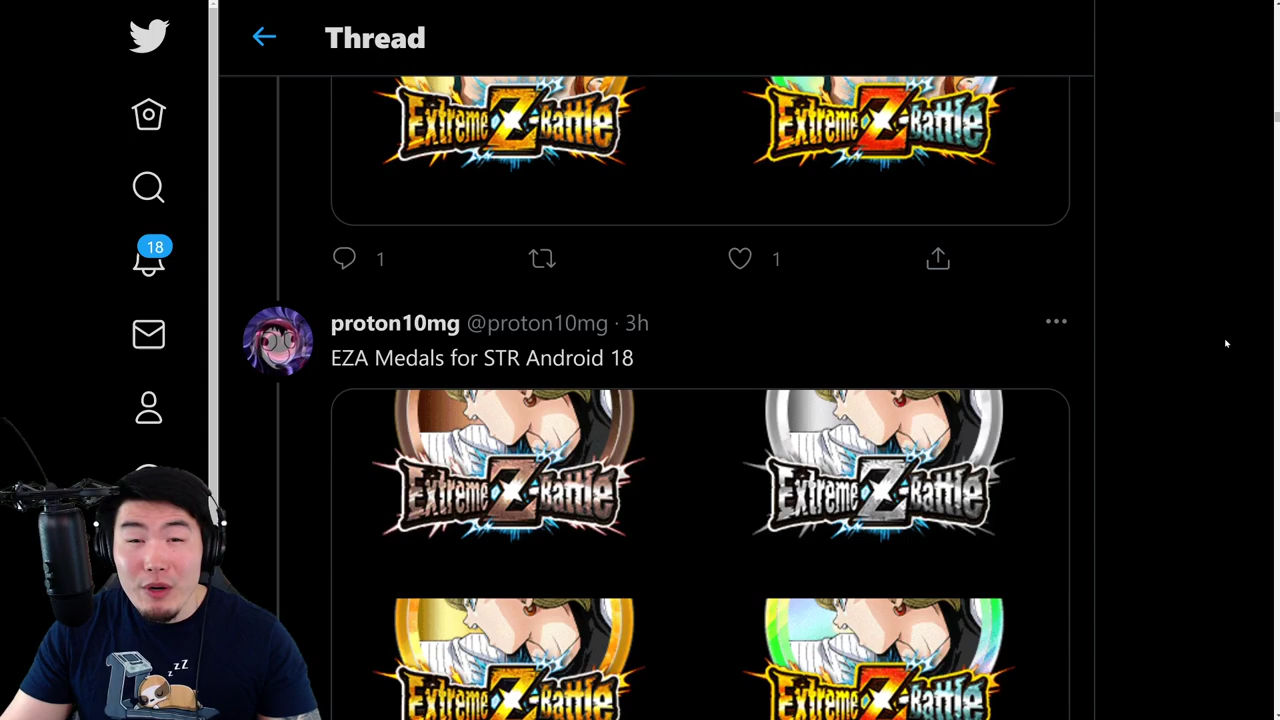 Thread
Extreme Z-Battle
Extreme Z-Battle
1
1
18
proton10mg @proton10mg · 3h
EZA Medals for STR Android 18
Extreme Z-Battle
Extreme Z-Battle
Extreme Z-Battle
Extreme Z-Battle
z z Z